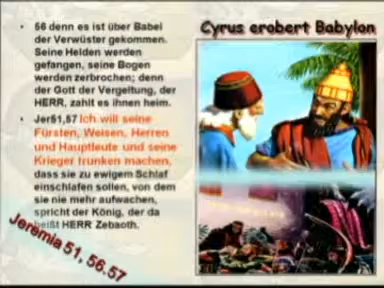 Cyrus erobert Babylon
56 denn es ist über Babel
der Verwüster gekommen.
Seine Helden werden
gefangen, seine Bogen
werden zerbrochen; denn
der Gott der Vergeltung, der
HERR, zahlt es ihnen heim.
Jer51,57 Ich will seine
Fürsten, Weisen, Herren
und Hauptleute und seine
Krieger trunken machen,
dass sie zu ewigem Schlaf
einschlafen sollen, von dem
sie nie mehr aufwachen,
spricht der König, der da
heißt HERR Zebaoth.
Jeremia 51, 56.57